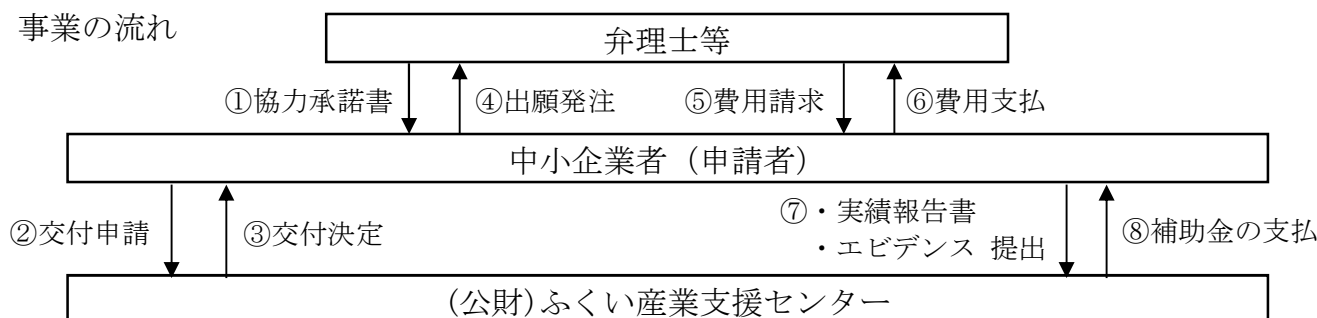 事業の流れ
弁理士等
①協力承諾書 ④出願発注 ⑤費用請求 ⑥費用支払
中小企業者（申請者）
②交付申請 ③交付決定 ⑦・実績報告書
・エビデンス 提出 ⑧補助金の支払
(公財)ふくい産業支援センター